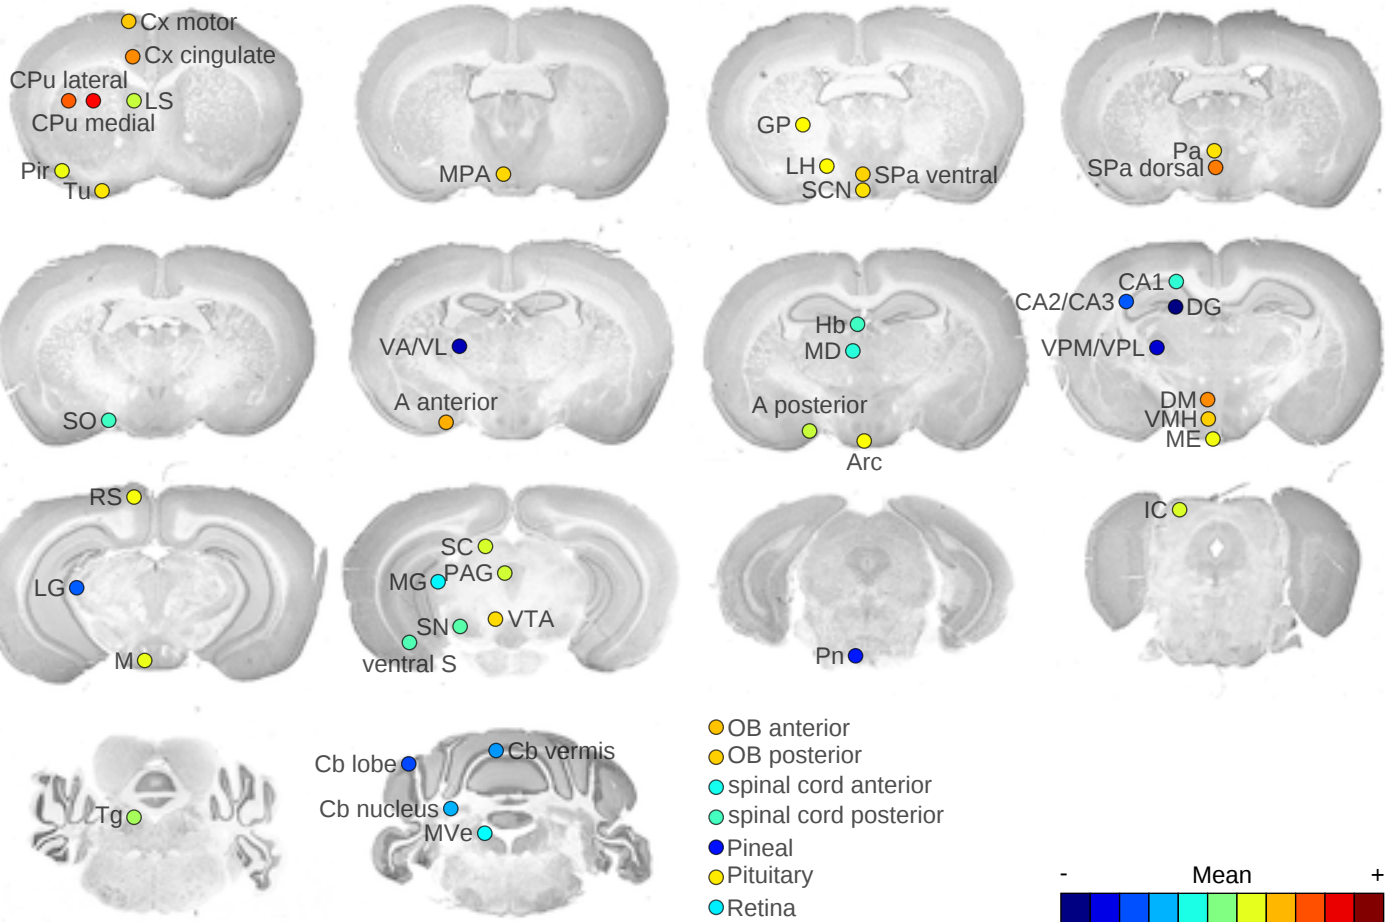 Cx motor
Cx cingulate
CPu lateral
LS
CPu medial
Pir
Tu
MPA
GP
LH
SPa ventral
SCN
Pa
SPa dorsal
SO
VA/VL
A anterior
Hb
MD
A posterior
Arc
CA1
CA2/CA3
DG
VPM/VPL
DM
VMH
ME
RS
LG
M
SC
PAG
MG
SN
VTA
ventral S
Pn
IC
Tg
Cb lobe
Cb vermis
Cb nucleus
MVe
OB anterior
OB posterior
spinal cord anterior
spinal cord posterior
Pineal
Pituitary
Retina
- Mean +